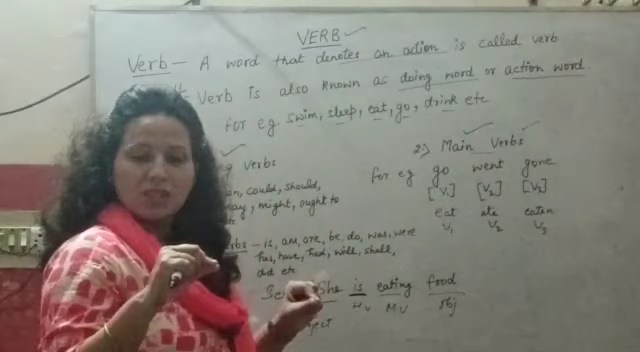 VERB
Verb - A word that denotes an action is called verb
Verb is also known as doing word or action word.
For eg. swim, sleep, eat, go, drink etc
verbs
2) Main Verbs
could, should,
might, ought to
for eg go went gone
[V1] [V2] [V3]
eat ate eaten
V1 V2 V3
is, am, are, be, do, was, were
has, have, had, will, shall,
did etc
She is eating food
HV MV Obj